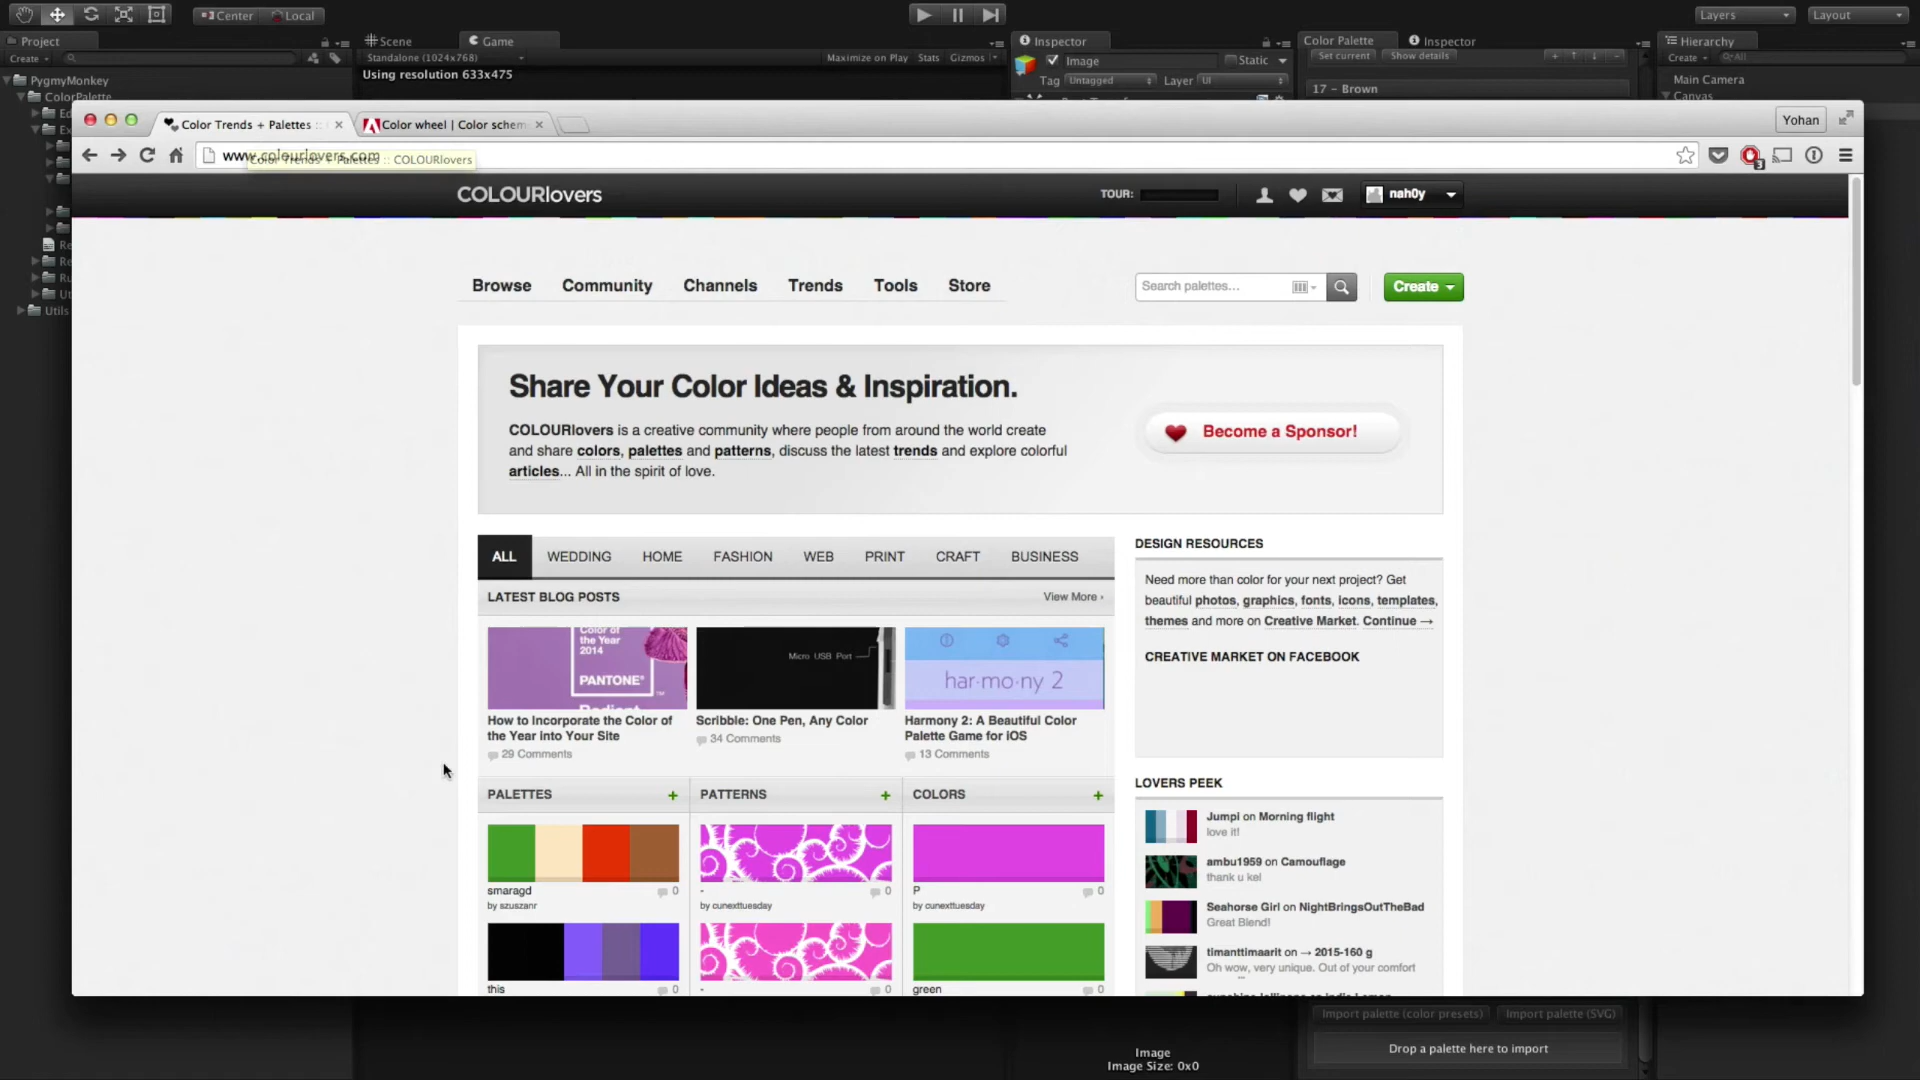 Center
Local
Layers
Layout
Project
Scene
Game
Inspector
Color Palette
Inspector
Hierarchy
Create
Standalone (1024x768)
Maximize on Play
Stats
Gizmos
Image
Static
Set current
Show details
Create
All
Using resolution 633x475
Tag
Untagged
Layer
UI
17 - Brown
Main Camera
Canvas
PygmyMonkey
ColorPalette
Utils
Color Trends + Palettes ::
Color wheel | Color schem
Yohan
www.colourlovers.com
Color Trends + Palettes :: COLOURlovers
3
COLOURlovers
TOUR:
nah0y
Browse
Community
Channels
Trends
Tools
Store
Search palettes...
Create
Share Your Color Ideas & Inspiration.
COLOURlovers is a creative community where people from around the world create
and share colors, palettes and patterns, discuss the latest trends and explore colorful
articles... All in the spirit of love.
Become a Sponsor!
ALL
WEDDING
HOME
FASHION
WEB
PRINT
CRAFT
BUSINESS
LATEST BLOG POSTS
View More ›
Color of
the Year
2014
PANTONE®
Radiant
Micro USB Port
har·mo·ny 2
How to Incorporate the Color of
the Year into Your Site
29 Comments
Scribble: One Pen, Any Color
34 Comments
Harmony 2: A Beautiful Color
Palette Game for iOS
13 Comments
PALETTES +
PATTERNS +
COLORS +
smaragd
0
by szuszanr
-
0
by cunexttuesday
P
0
by cunexttuesday
this
0
-
0
green
0
DESIGN RESOURCES
Need more than color for your next project? Get
beautiful photos, graphics, fonts, icons, templates,
themes and more on Creative Market. Continue →
CREATIVE MARKET ON FACEBOOK
LOVERS PEEK
Jumpi on Morning flight
love it!
ambu1959 on Camouflage
thank u kel
Seahorse Girl on NightBringsOutTheBad
Great Blend!
timanttimaarit on → 2015-160 g
Oh wow, very unique. Out of your comfort
Import palette (color presets)
Import palette (SVG)
Drop a palette here to import
Image
Image Size: 0x0